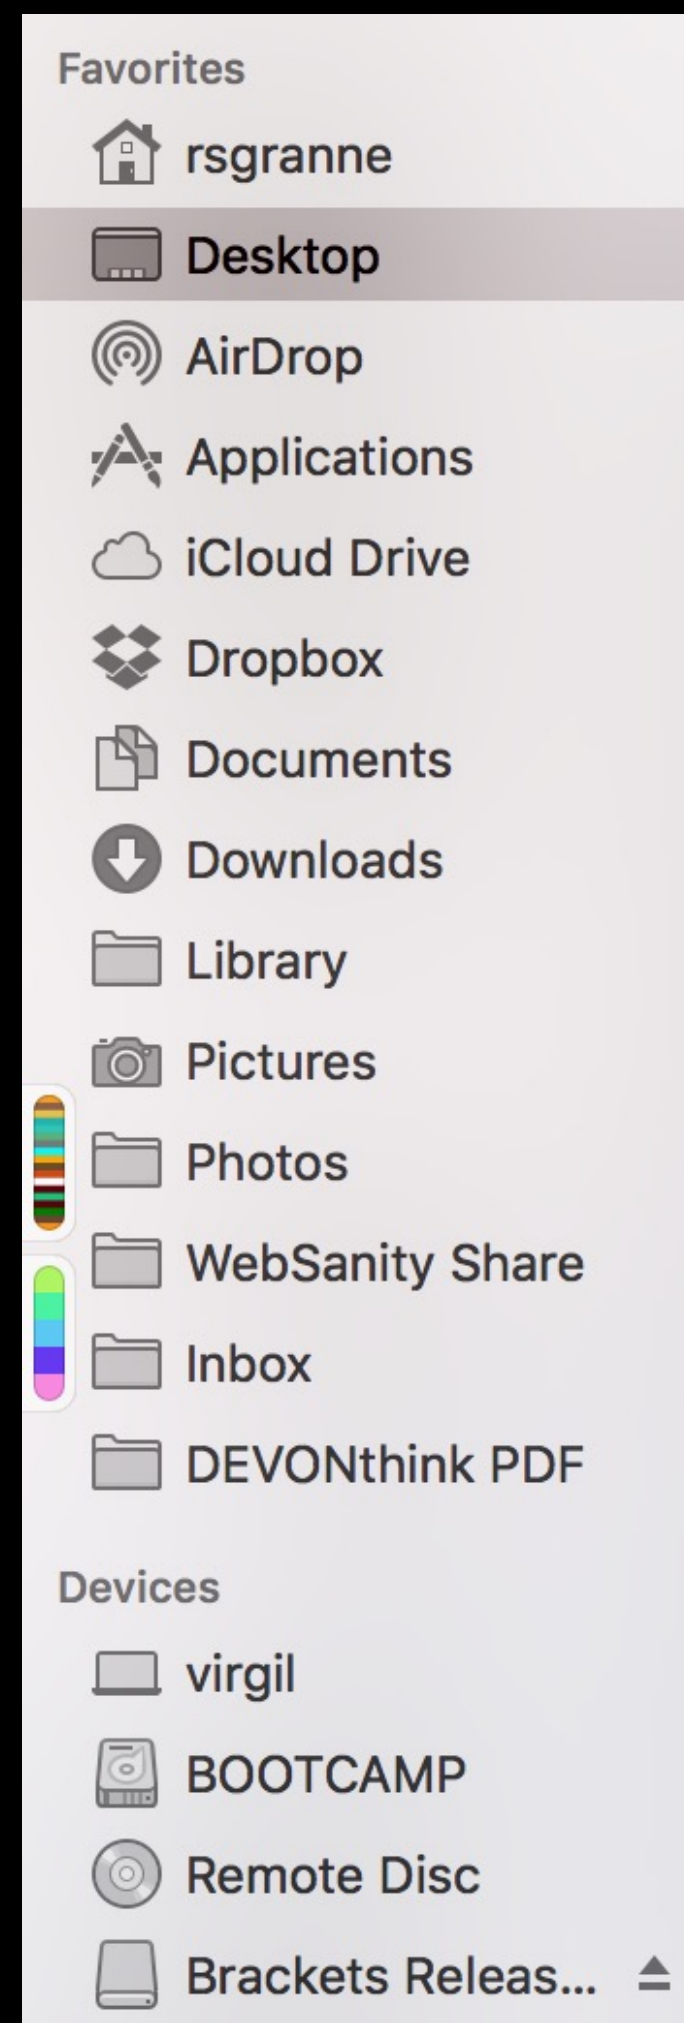 Favorites
rsgranne
Desktop
AirDrop
Applications
iCloud Drive
Dropbox
Documents
Downloads
Library
Pictures
Photos
WebSanity Share
Inbox
DEVONthink PDF
Devices
virgil
BOOTCAMP
Remote Disc
Brackets Releas...